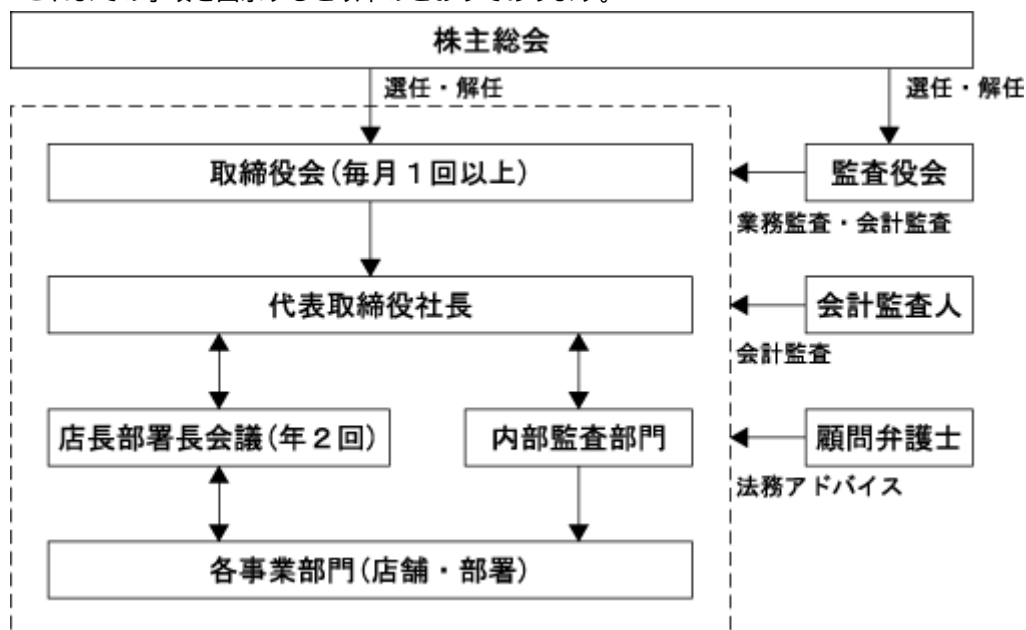 株主総会
選任・解任
選任・解任
取締役会(毎月1回以上)
監査役会
業務監査・会計監査
代表取締役社長
会計監査人
会計監査
店長部署長会議(年2回)
内部監査部門
顧問弁護士
法務アドバイス
各事業部門(店舗・部署)